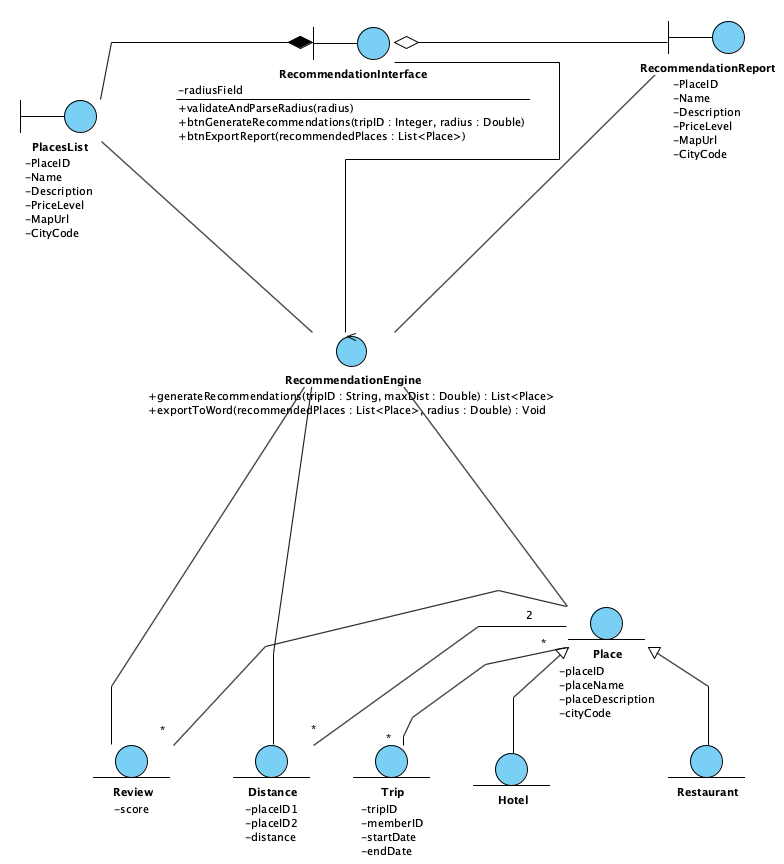 RecommendationInterface
-radiusField
+validateAndParseRadius(radius)
+btnGenerateRecommendations(tripID : Integer, radius : Double)
+btnExportReport(recommendedPlaces : List<Place>)
RecommendationReport
-PlaceID
-Name
-Description
-PriceLevel
-MapUrl
-CityCode
PlacesList
-PlaceID
-Name
-Description
-PriceLevel
-MapUrl
-CityCode
RecommendationEngine
+generateRecommendations(tripID : String, maxDist : Double) : List<Place>
+exportToWord(recommendedPlaces : List<Place>, radius : Double) : Void
2
*
Place
-placeID
-placeName
-placeDescription
-cityCode
*
*
*
Review
-score
Distance
-placeID1
-placeID2
-distance
Trip
-tripID
-memberID
-startDate
-endDate
Hotel
Restaurant